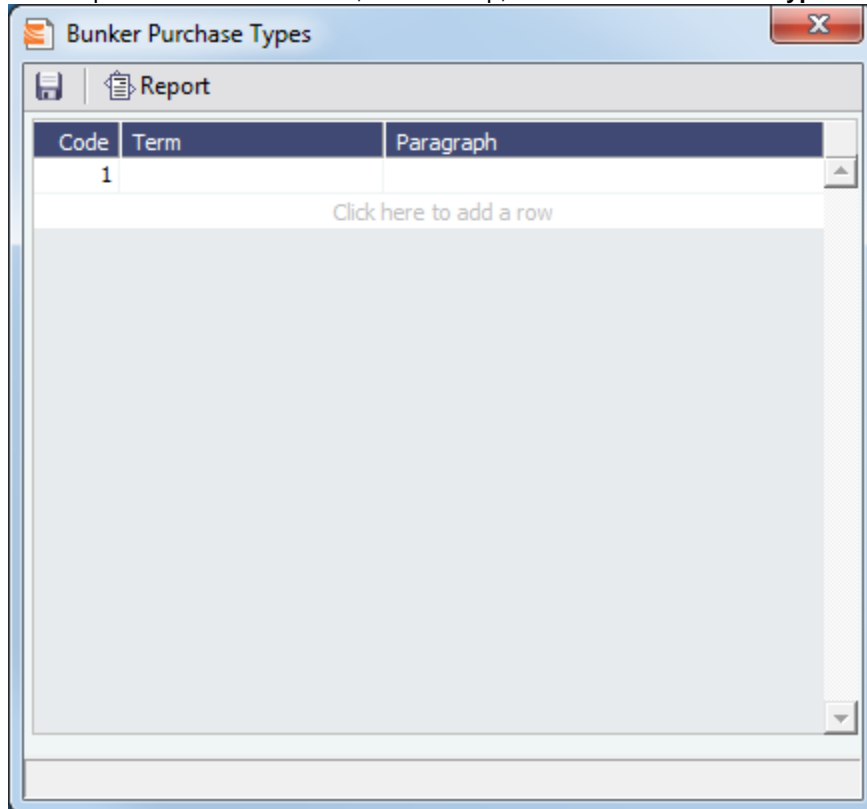 Bunker Purchase Types
Report
Code Term Paragraph
1
Click here to add a row